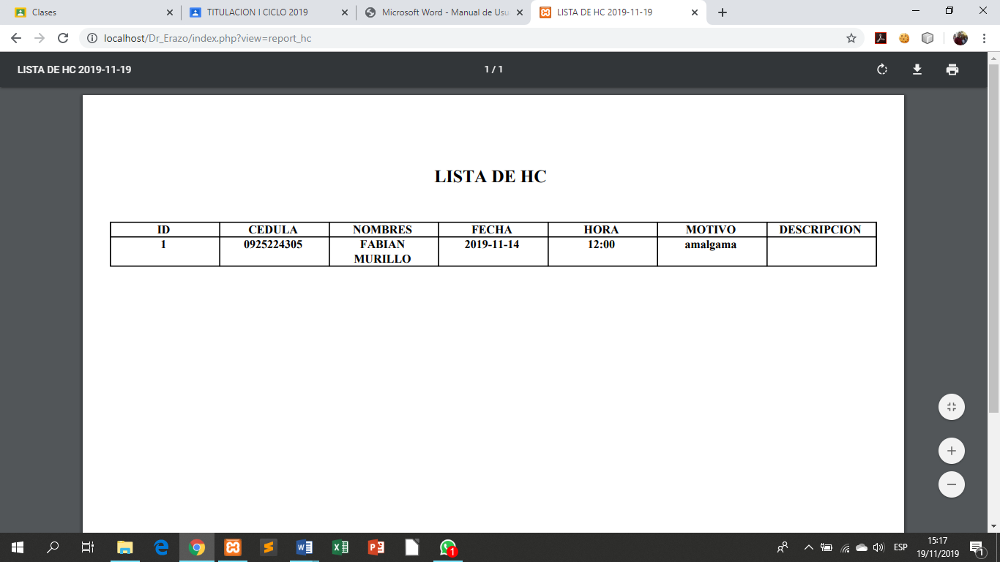 Clases
TITULACION I CICLO 2019
Microsoft Word - Manual de Usu
LISTA DE HC 2019-11-19
localhost/Dr_Erazo/index.php?view=report_hc
LISTA DE HC 2019-11-19
1 / 1
LISTA DE HC
ID CEDULA NOMBRES FECHA HORA MOTIVO DESCRIPCION
1 0925224305 FABIAN 2019-11-14 12:00 amalgama
MURILLO
1
ESP
15:17
19/11/2019
1